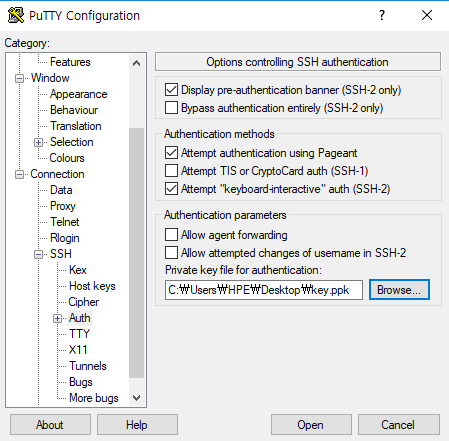 PuTTY Configuration
?
Category:
Features
Window
Appearance
Behaviour
Translation
Selection
Colours
Connection
Data
Proxy
Telnet
Rlogin
SSH
Kex
Host keys
Cipher
Auth
TTY
X11
Tunnels
Bugs
More bugs
Options controlling SSH authentication
Display pre-authentication banner (SSH-2 only)
Bypass authentication entirely (SSH-2 only)
Authentication methods
Attempt authentication using Pageant
Attempt TIS or CryptoCard auth (SSH-1)
Attempt "keyboard-interactive" auth (SSH-2)
Authentication parameters
Allow agent forwarding
Allow attempted changes of username in SSH-2
Private key file for authentication:
C:₩Users₩HPE₩Desktop₩key.ppk
Browse...
About
Help
Open
Cancel